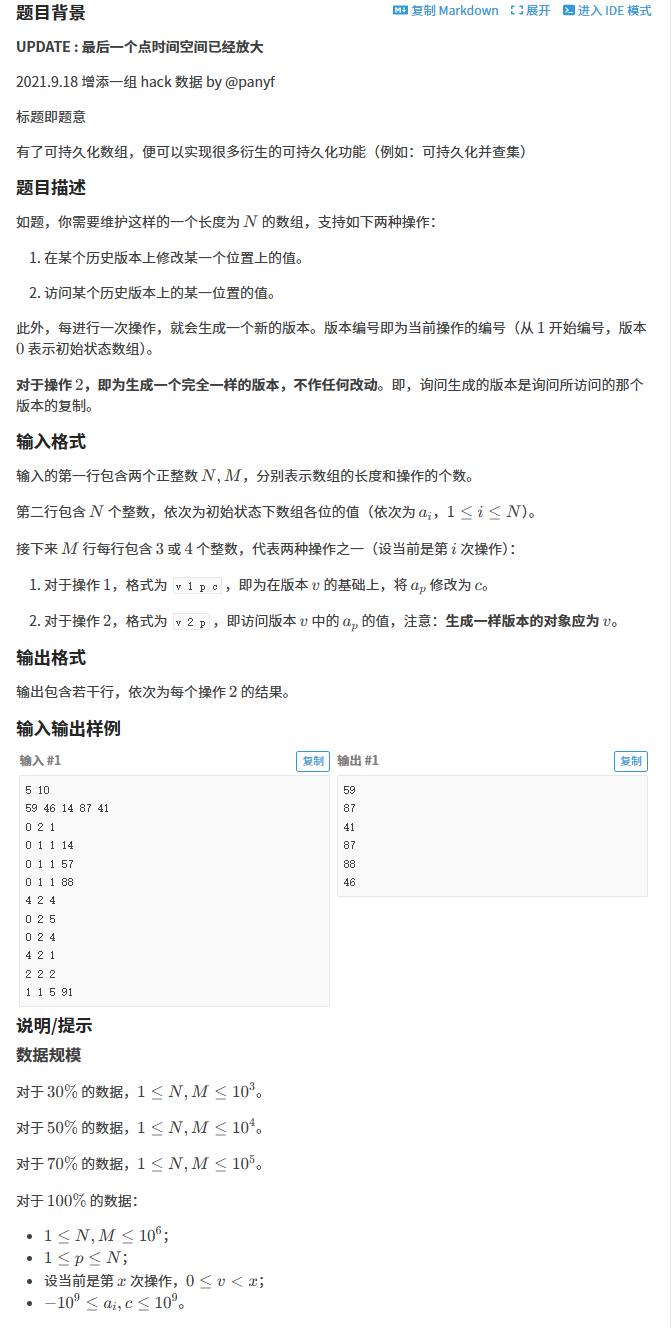 题目背景
复制 Markdown 展开 进入 IDE 模式
UPDATE : 最后一个点时间空间已经放大
2021.9.18 增添一组 hack 数据 by @panyf
标题即题意
有了可持久化数组，便可以实现很多衍生的可持久化功能（例如：可持久化并查集）
题目描述
如题，你需要维护这样的一个长度为 N 的数组，支持如下两种操作：
1. 在某个历史版本上修改某一个位置上的值。
2. 访问某个历史版本上的某一位置的值。
此外，每进行一次操作，就会生成一个新的版本。版本编号即为当前操作的编号（从 1 开始编号，版本
0 表示初始状态数组）。
对于操作 2，即为生成一个完全一样的版本，不作任何改动。即，询问生成的版本是询问所访问的那个
版本的复制。
输入格式
输入的第一行包含两个正整数 N, M，分别表示数组的长度和操作的个数。
第二行包含 N 个整数，依次为初始状态下数组各位的值（依次为 a_i，1 ≤ i ≤ N）。
接下来 M 行每行包含 3 或 4 个整数，代表两种操作之一（设当前是第 i 次操作）：
1. 对于操作 1，格式为 v 1 p c ，即为在版本 v 的基础上，将 a_p 修改为 c。
2. 对于操作 2，格式为 v 2 p ，即访问版本 v 中的 a_p 的值，注意：生成一样版本的对象应为 v。
输出格式
输出包含若干行，依次为每个操作 2 的结果。
输入输出样例
输入 #1 复制
5 10
59 46 14 87 41
0 2 1
0 1 1 14
0 1 1 57
0 1 1 88
4 2 4
0 2 5
0 2 4
4 2 1
2 2 2
1 1 5 91
输出 #1 复制
59
87
41
87
88
46
说明/提示
数据规模
对于 30% 的数据，1 ≤ N, M ≤ 10^3。
对于 50% 的数据，1 ≤ N, M ≤ 10^4。
对于 70% 的数据，1 ≤ N, M ≤ 10^5。
对于 100% 的数据：
• 1 ≤ N, M ≤ 10^6；
• 1 ≤ p ≤ N；
• 设当前是第 x 次操作，0 ≤ v < x；
• −10^9 ≤ a_i, c ≤ 10^9。